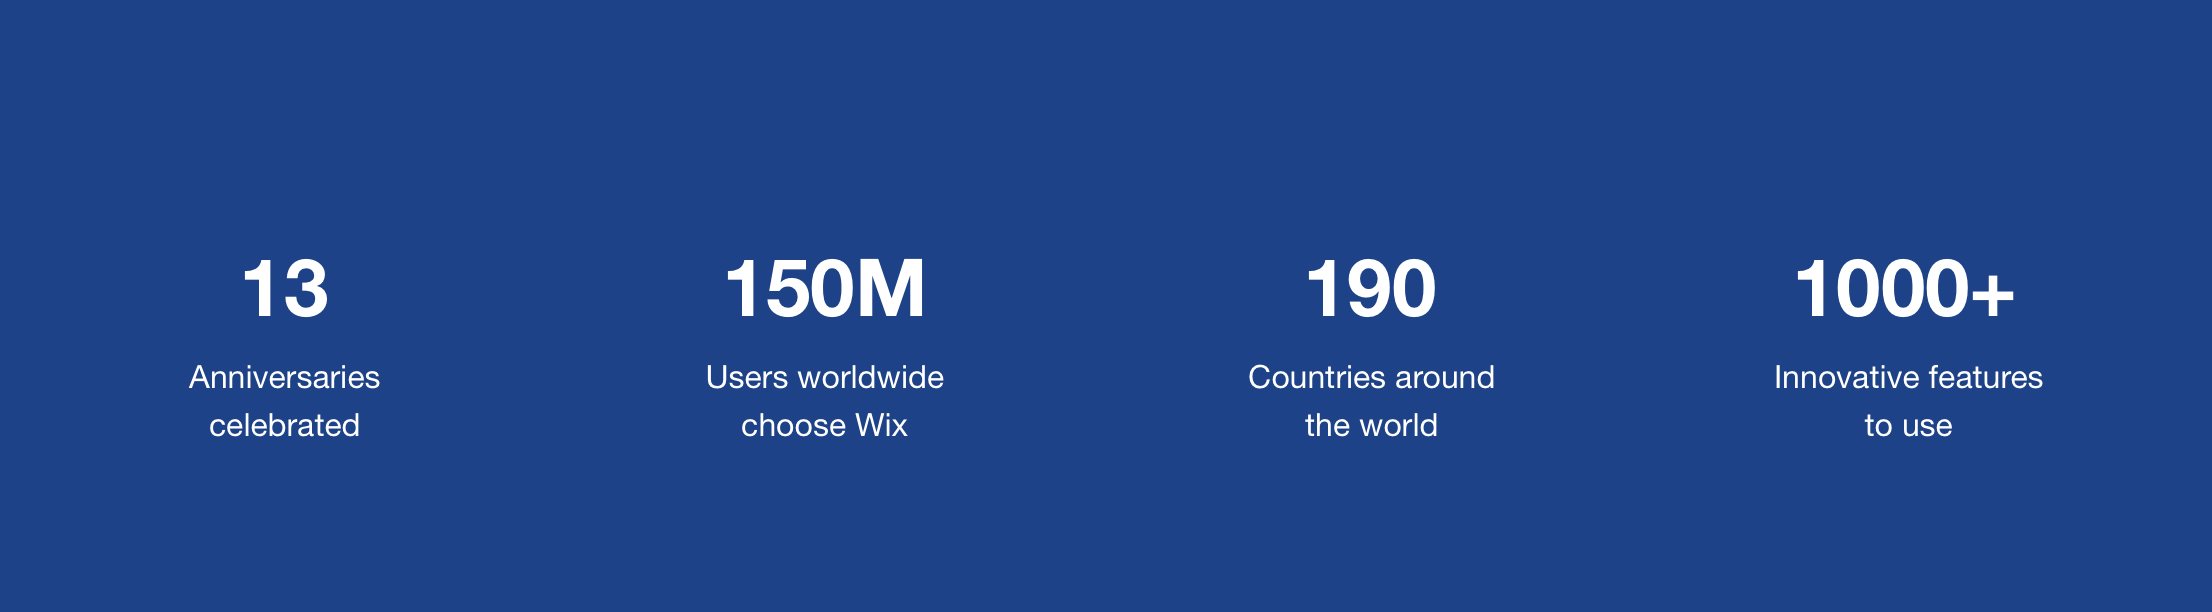 13
Anniversaries
celebrated
150M
Users worldwide
choose Wix
190
Countries around
the world
1000+
Innovative features
to use